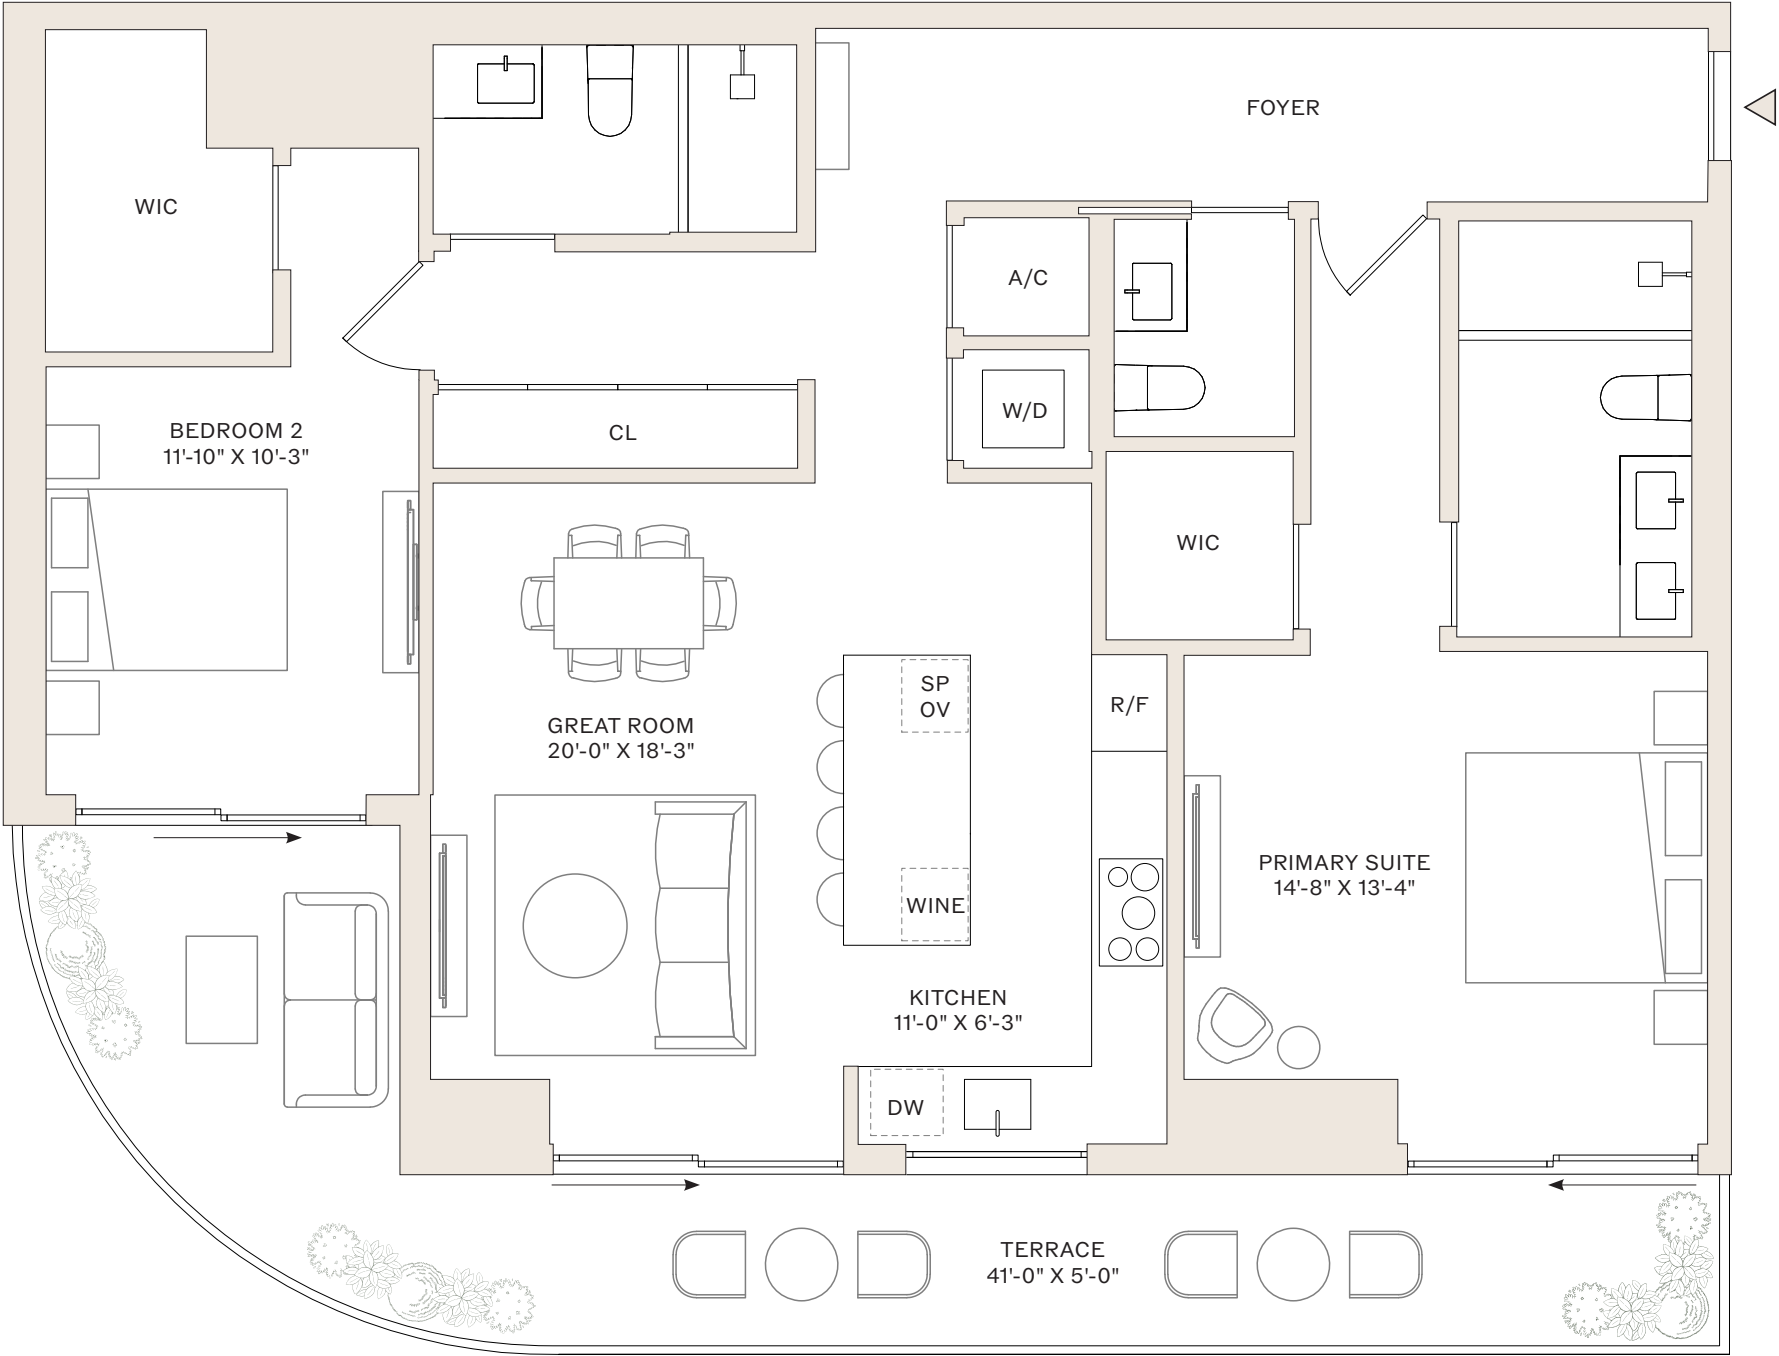 FOYER
WIC
A/C
W/D
CL
BEDROOM 2
11'-10" X 10'-3"
WIC
GREAT ROOM
20'-0" X 18'-3"
SP
OV
R/F
WINE
PRIMARY SUITE
14'-8" X 13'-4"
KITCHEN
11'-0" X 6'-3"
DW
TERRACE
41'-0" X 5'-0"